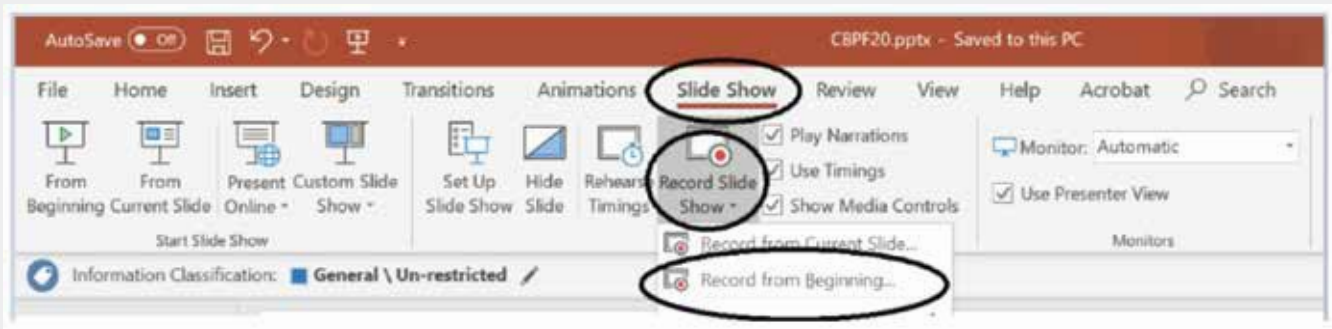 AutoSave Off CBPF20.pptx - Saved to this PC
File Home Insert Design Transitions Animations Slide Show Review View Help Acrobat Search
From Beginning
From Current Slide
Present Online
Custom Slide Show
Set Up Slide Show
Hide Slide
Rehearse Timings
Record Slide Show
Play Narrations
Use Timings
Show Media Controls
Monitor: Automatic
Use Presenter View
Start Slide Show
Monitors
Record from Current Slide...
Information Classification: General \ Un-restricted
Record from Beginning...